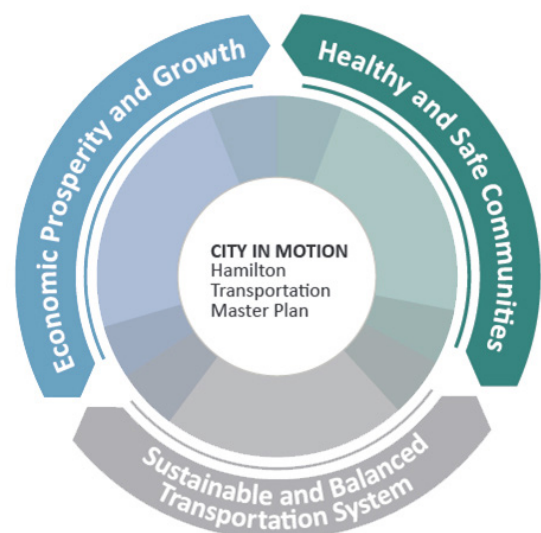 Economic Prosperity and Growth
Healthy and Safe Communities
CITY IN MOTION
Hamilton
Transportation
Master Plan
Sustainable and Balanced
Transportation System